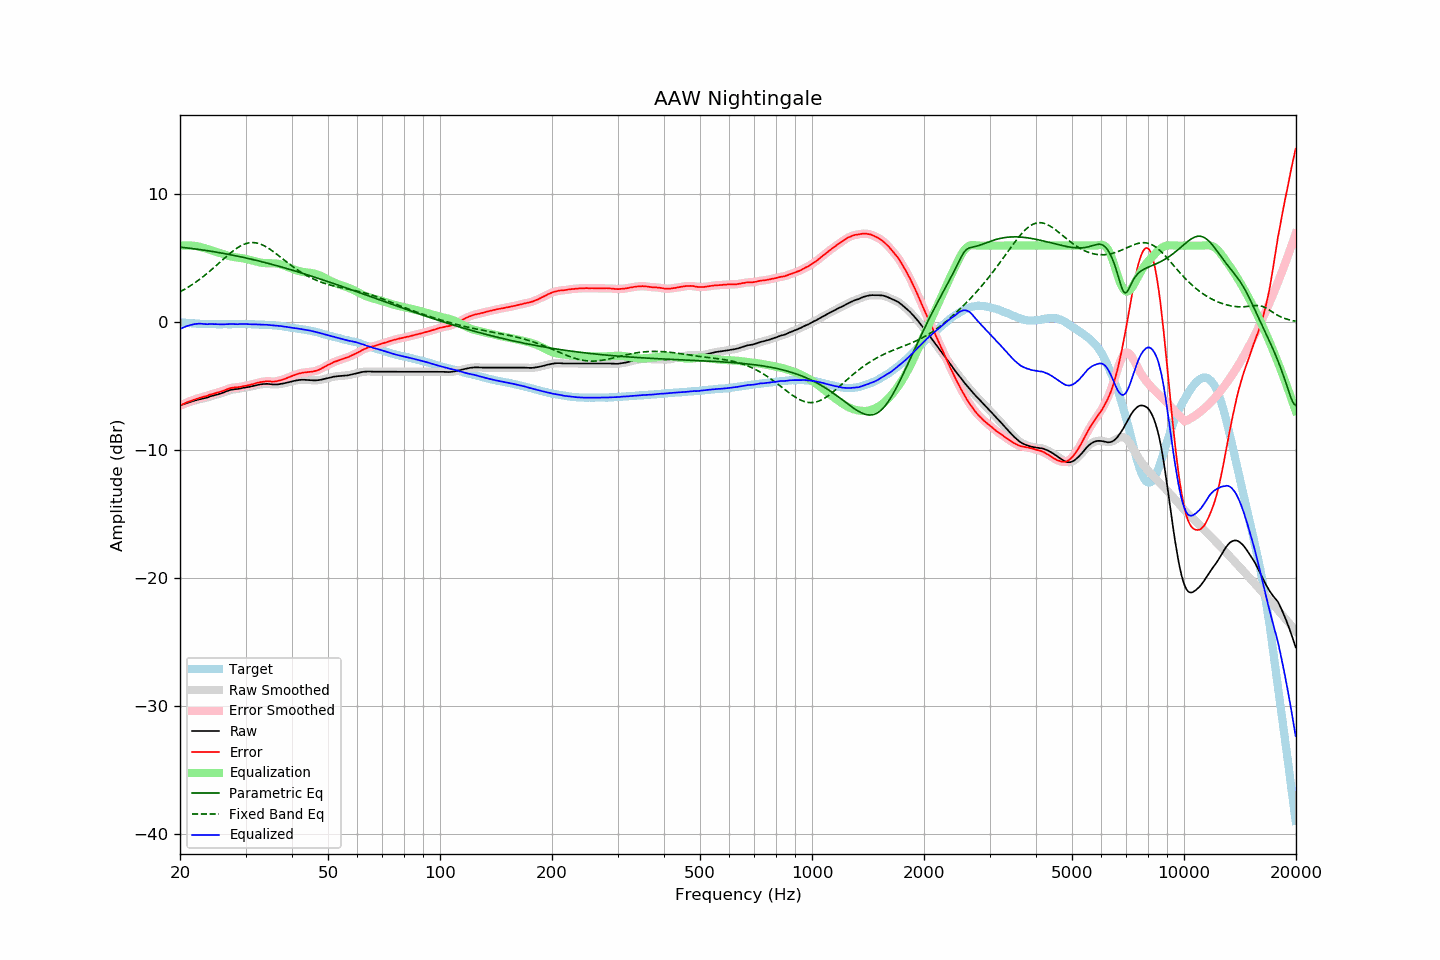 AAW Nightingale
Amplitude (dBr)
10
0
−10
−20
−30
−40
Target
Raw Smoothed
Error Smoothed
Raw
Error
Equalization
Parametric Eq
Fixed Band Eq
Equalized
20 50 100 200 500 1000 2000 5000 10000 20000
Frequency (Hz)